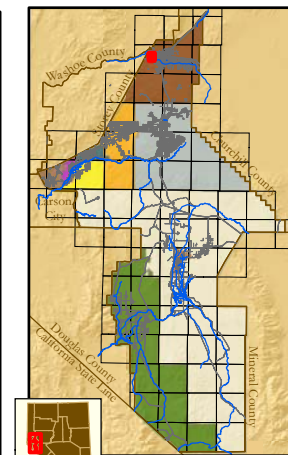 Washoe County
Storey County
Churchill County
Carson
City
Douglas County
California State Line
Mineral County